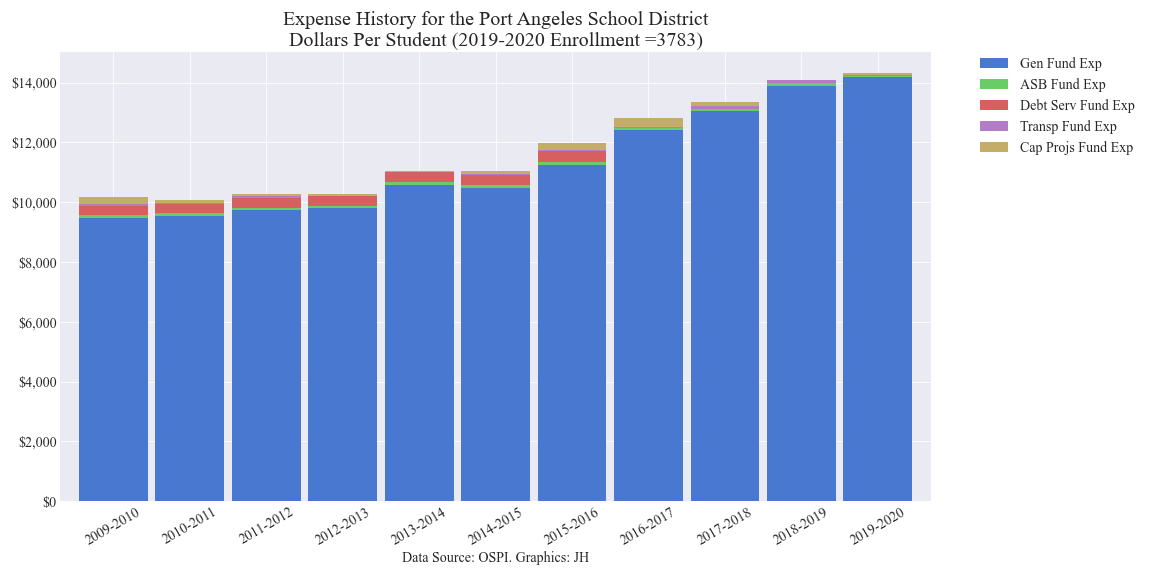 Expense History for the Port Angeles School District
Dollars Per Student (2019-2020 Enrollment =3783)
Gen Fund Exp
ASB Fund Exp
Debt Serv Fund Exp
Transp Fund Exp
Cap Projs Fund Exp
$14,000
$12,000
$10,000
$8,000
$6,000
$4,000
$2,000
$0
2009-2010
2010-2011
2011-2012
2012-2013
2013-2014
2014-2015
2015-2016
2016-2017
2017-2018
2018-2019
2019-2020
Data Source: OSPI. Graphics: JH